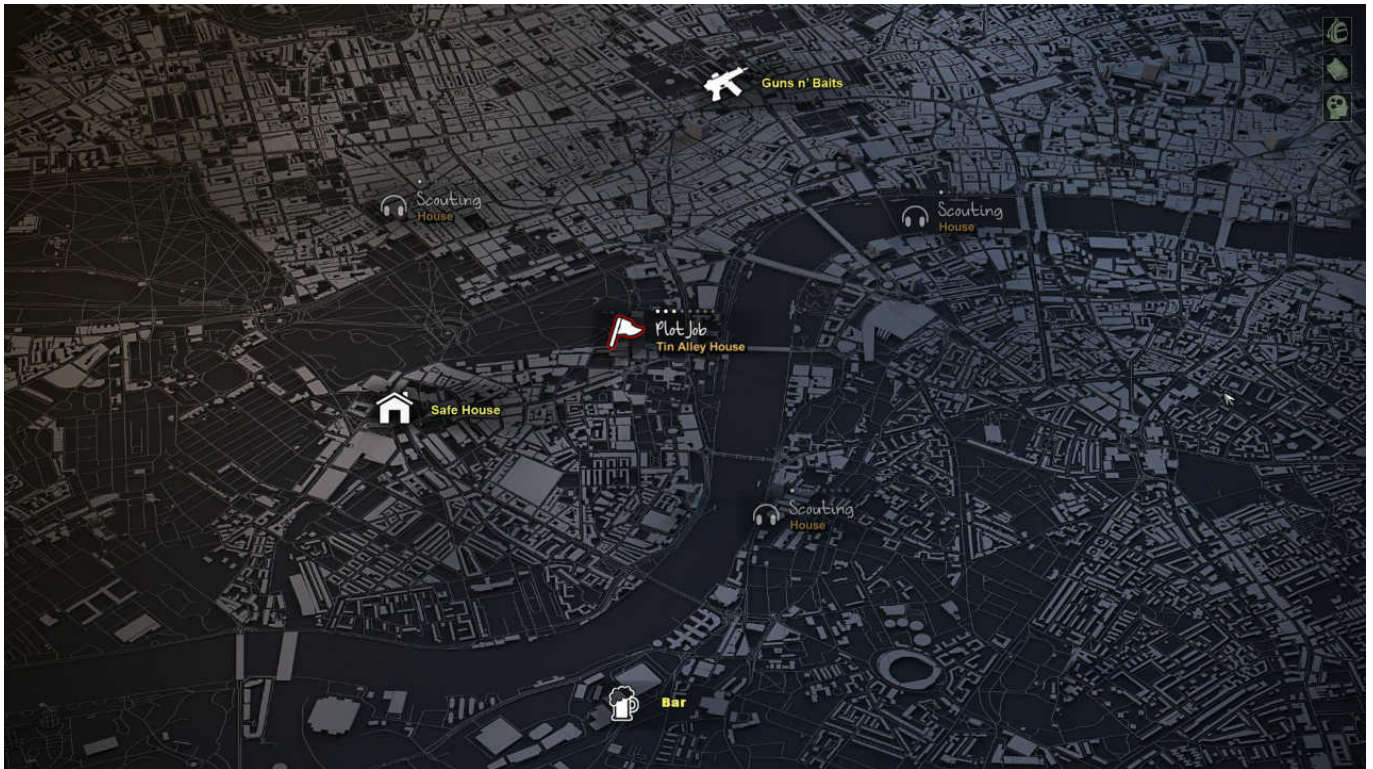 Guns n' Baits
Scouting
House
Scouting
House
Plot Job
Tin Alley House
Safe House
Scouting
House
Bar